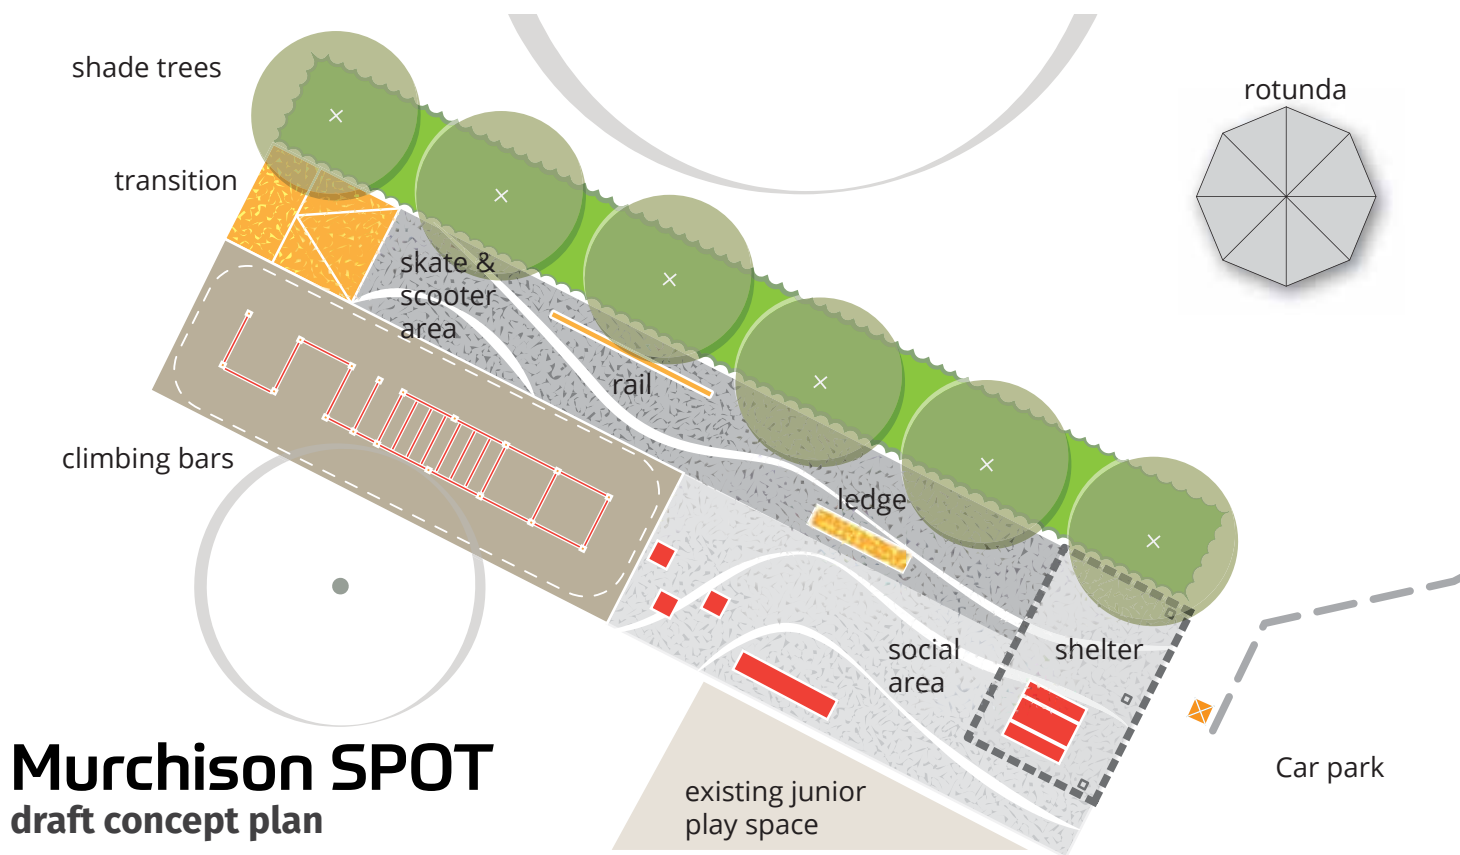 shade trees
rotunda
transition
skate &
scooter
area
rail
climbing bars
ledge
social
area
shelter
Murchison SPOT
draft concept plan
existing junior
play space
Car park